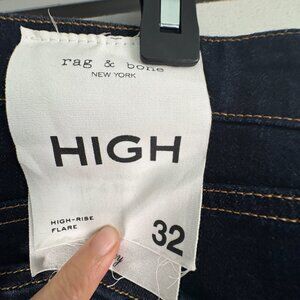 rag & bone
NEW YORK
HIGH
HIGH-RISE
FLARE
32